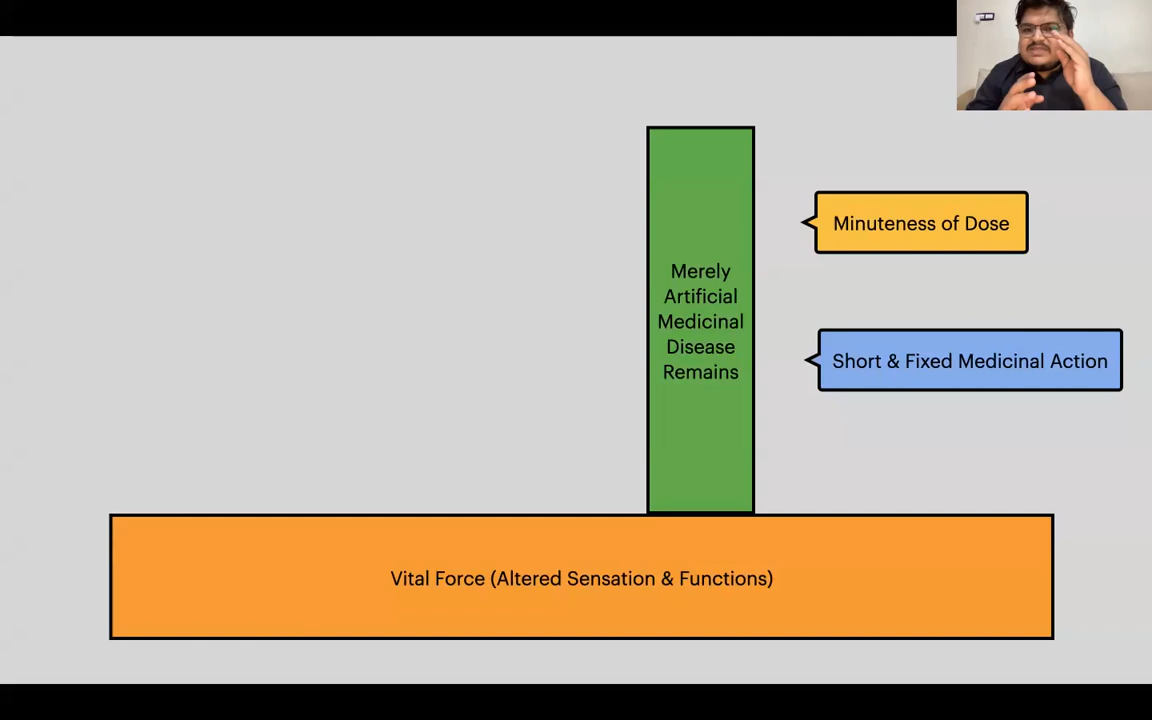 Merely
Artificial
Medicinal
Disease
Remains
Minuteness of Dose
Short & Fixed Medicinal Action
Vital Force (Altered Sensation & Functions)